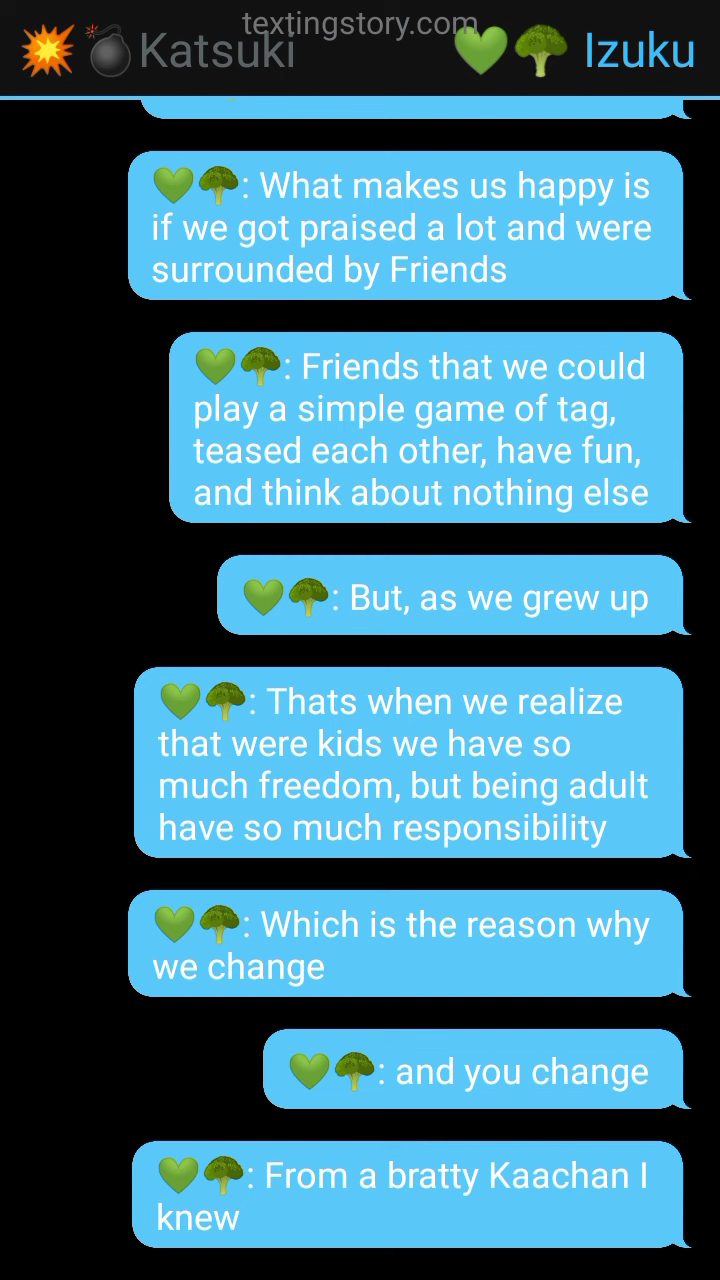 textingstory.com
💥💣Katsuki
💚🥦 Izuku
💚🥦: What makes us happy is
if we got praised a lot and were
surrounded by Friends
💚🥦: Friends that we could
play a simple game of tag,
teased each other, have fun,
and think about nothing else
💚🥦: But, as we grew up
💚🥦: Thats when we realize
that were kids we have so
much freedom, but being adult
have so much responsibility
💚🥦: Which is the reason why
we change
💚🥦: and you change
💚🥦: From a bratty Kaachan I
knew